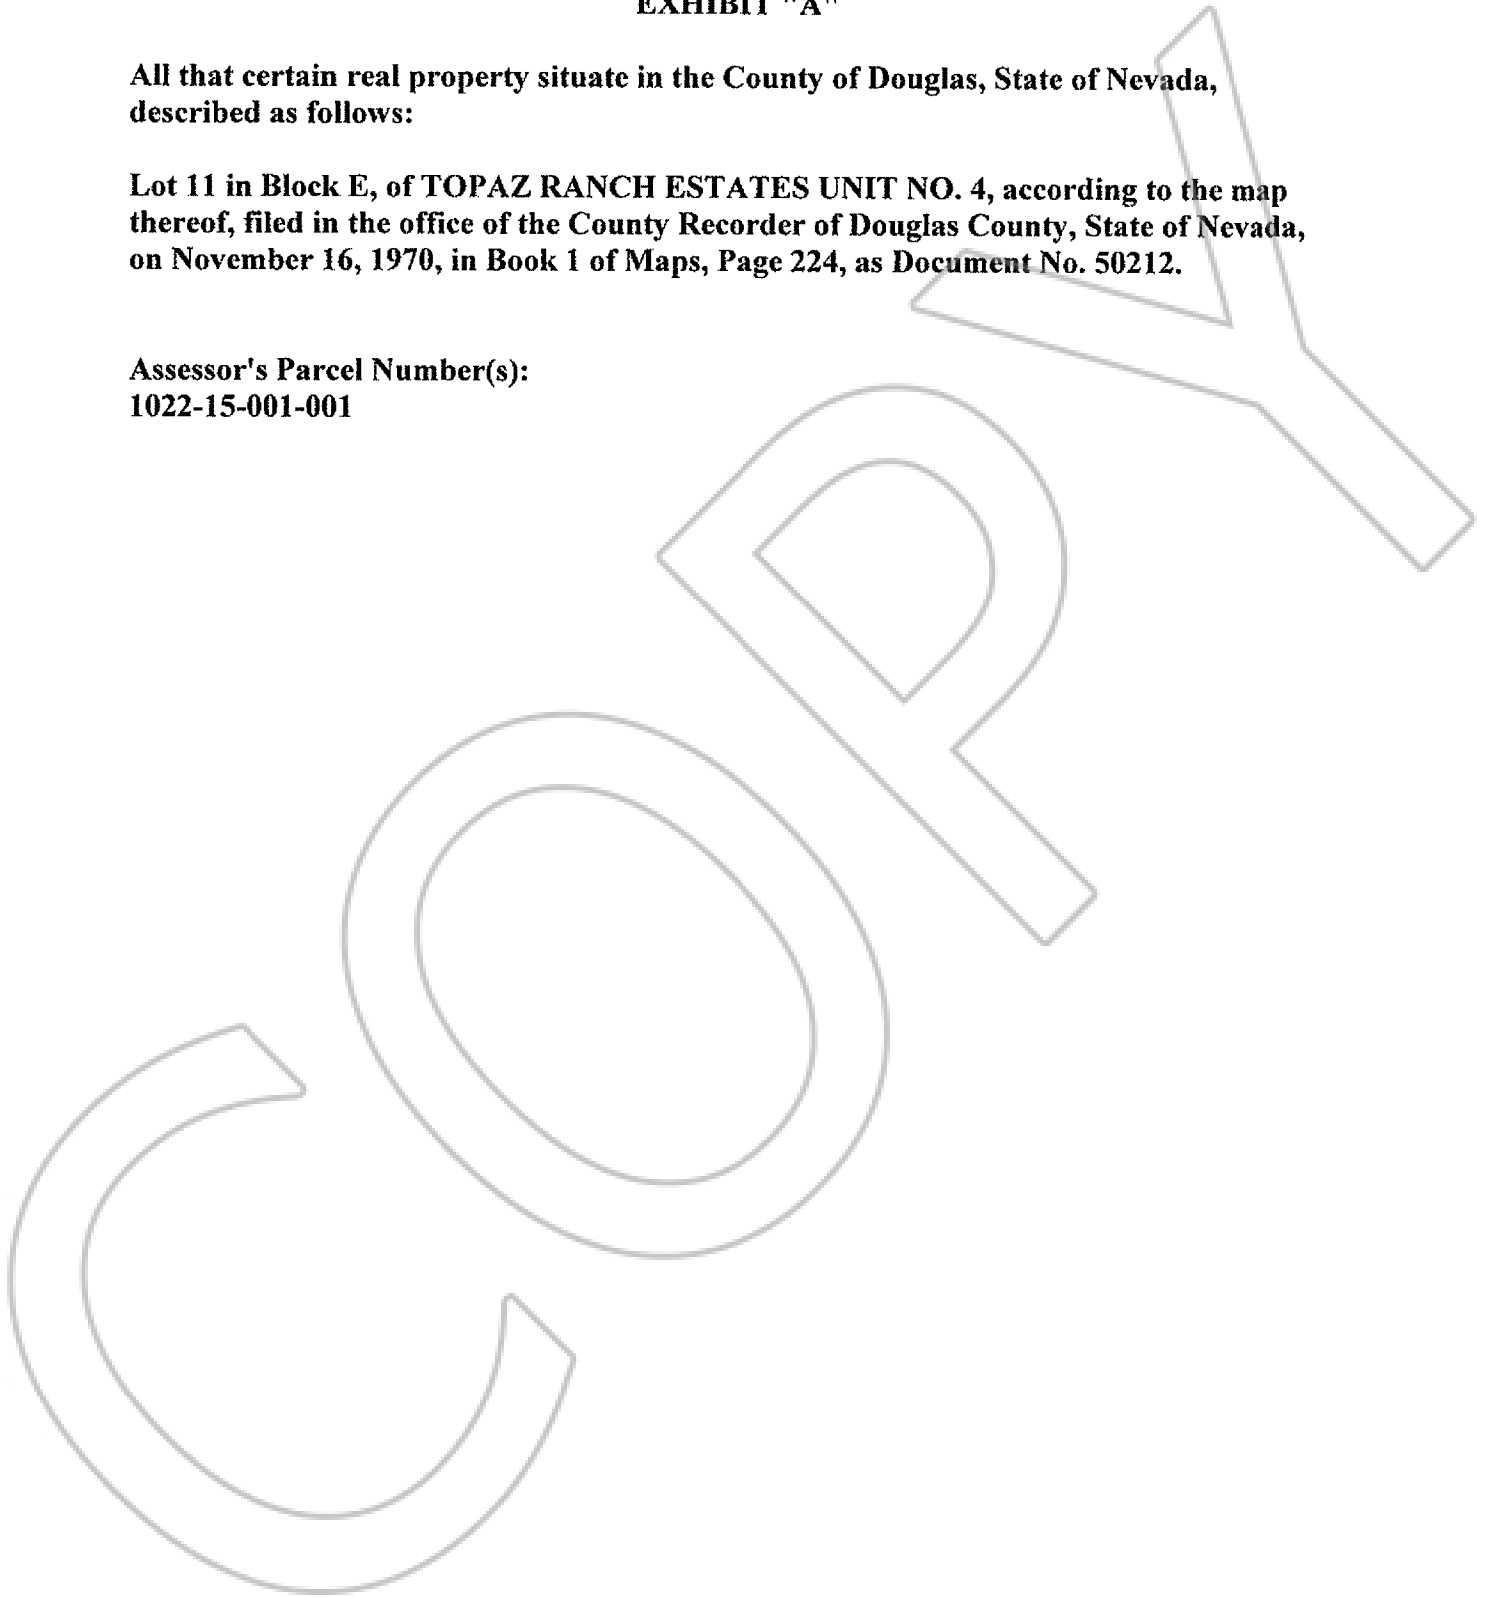 EXHIBIT "A"
All that certain real property situate in the County of Douglas, State of Nevada,
described as follows:
Lot 11 in Block E, of TOPAZ RANCH ESTATES UNIT NO. 4, according to the map
thereof, filed in the office of the County Recorder of Douglas County, State of Nevada,
on November 16, 1970, in Book 1 of Maps, Page 224, as Document No. 50212.
Assessor's Parcel Number(s):
1022-15-001-001
COPY